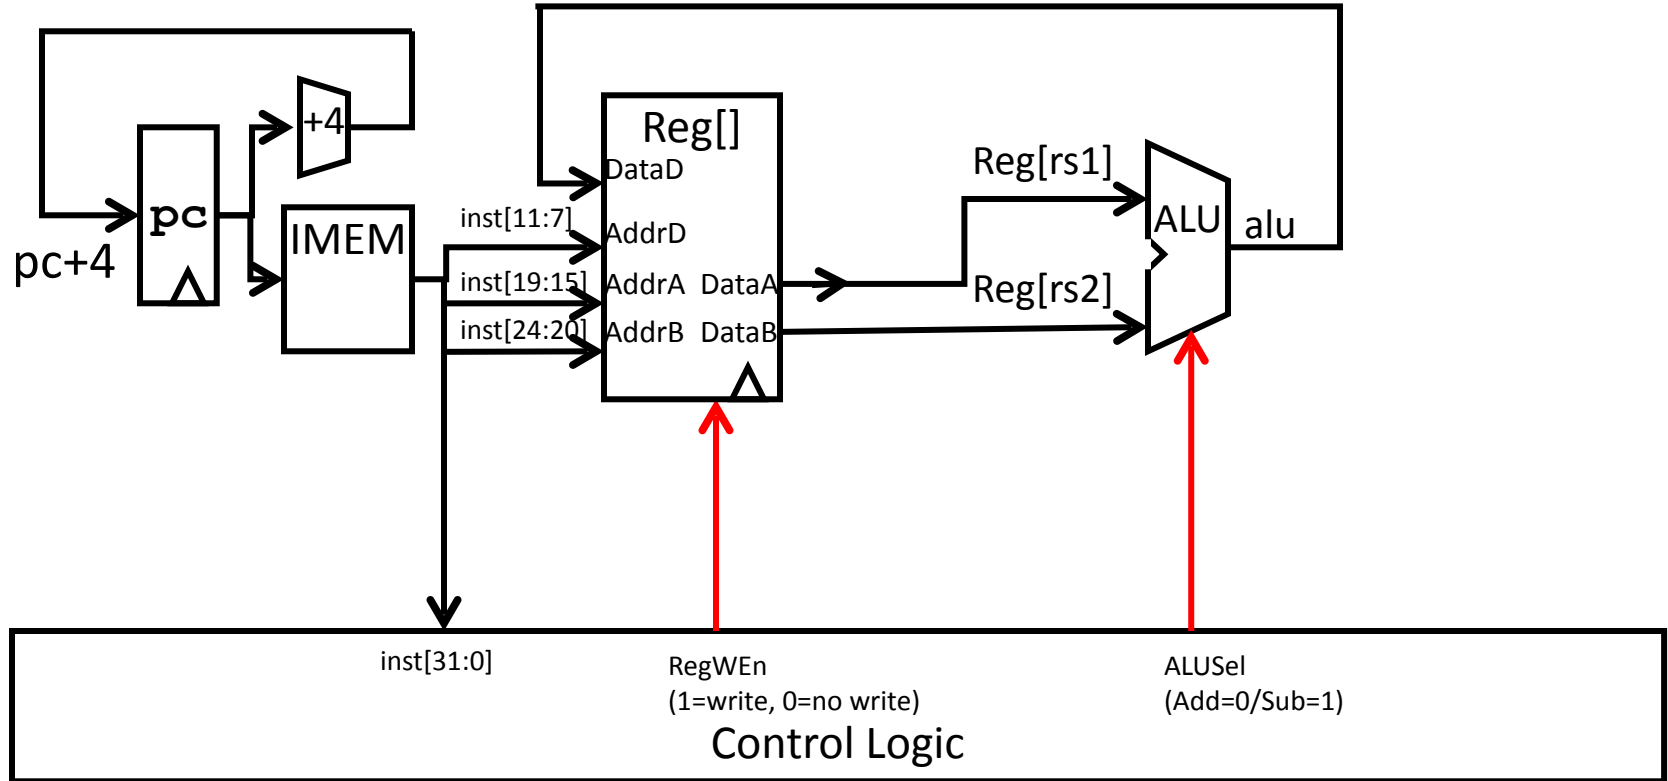 +4
Reg[]
DataD
Reg[rs1]
pc
pc+4
IMEM
inst[11:7]
AddrD
ALU
alu
inst[19:15]
AddrA
DataA
Reg[rs2]
inst[24:20]
AddrB
DataB
inst[31:0]
RegWEn
(1=write, 0=no write)
ALUSel
(Add=0/Sub=1)
Control Logic